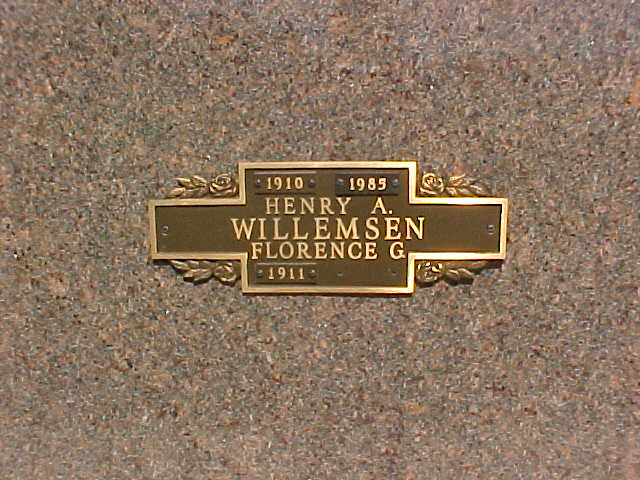 1910 1985
HENRY A.
WILLEMSEN
FLORENCE G
1911